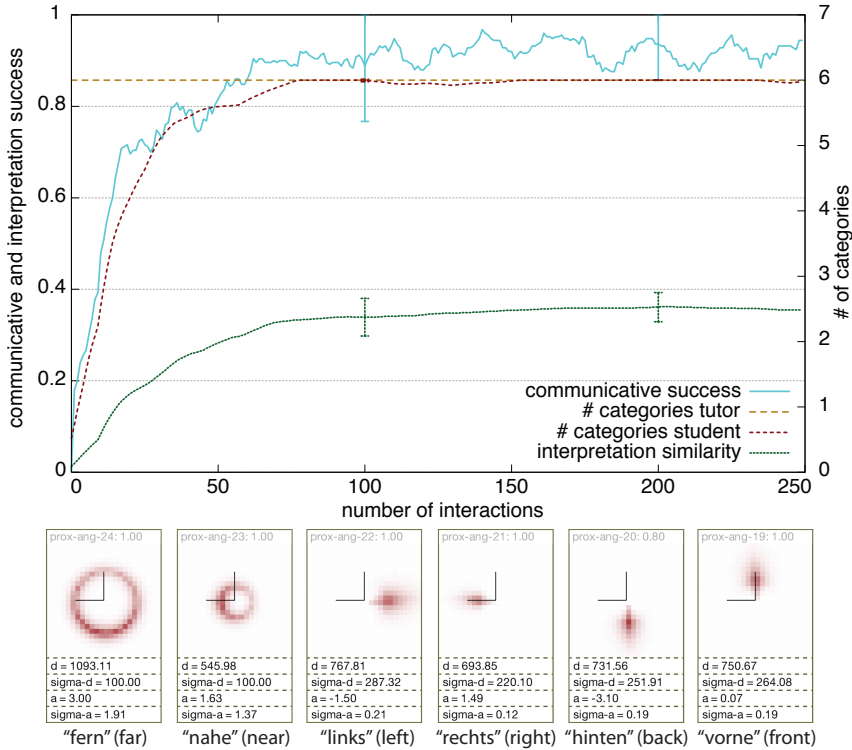 communicative and interpretation success
1
0.8
0.6
0.4
0.2
0
0
50
100
150
200
250
number of interactions
7
6
5
4
3
2
1
0
# of categories
communicative success
# categories tutor
# categories student
interpretation similarity
prox-ang-24: 1.00
d = 1093.11
sigma-d = 100.00
a = 3.00
sigma-a = 1.91
"fern" (far)
prox-ang-23: 1.00
d = 545.98
sigma-d = 100.00
a = 1.63
sigma-a = 1.37
"nahe" (near)
prox-ang-22: 1.00
d = 767.81
sigma-d = 287.32
a = -1.50
sigma-a = 0.21
"links" (left)
prox-ang-21: 1.00
d = 693.85
sigma-d = 220.10
a = 1.49
sigma-a = 0.12
"rechts" (right)
prox-ang-20: 0.80
d = 731.56
sigma-d = 251.91
a = -3.10
sigma-a = 0.19
"hinten" (back)
prox-ang-19: 1.00
d = 750.67
sigma-d = 264.08
a = 0.07
sigma-a = 0.19
"vorne" (front)